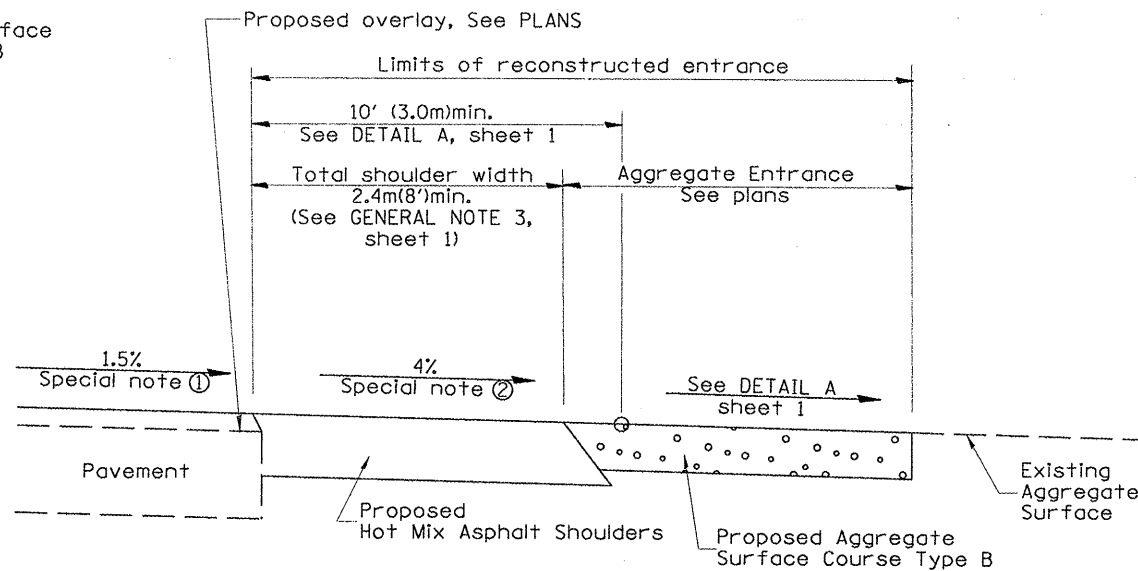 Proposed overlay, See PLANS
Limits of reconstructed entrance
10' (3.0m)min.
See DETAIL A, sheet 1
Total shoulder width
2.4m(8')min.
(See GENERAL NOTE 3,
sheet 1)
Aggregate Entrance
See plans
1.5%
Special note ①
4%
Special note ②
See DETAIL A
sheet 1
Pavement
Proposed
Hot Mix Asphalt Shoulders
Proposed Aggregate
Surface Course Type B
Existing
Aggregate
Surface